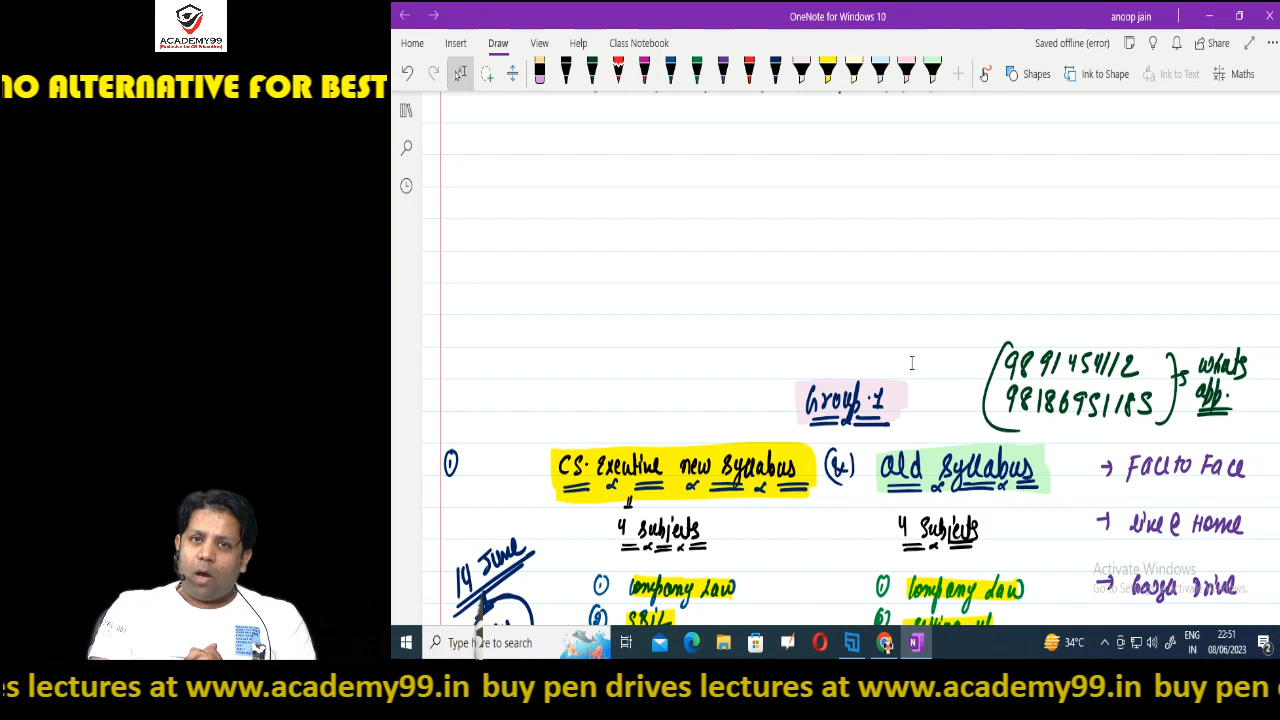 ACADEMY99
NO ALTERNATIVE FOR BEST
OneNote for Windows 10
anoop jain
Home Insert Draw View Help Class Notebook
Saved offline (error)
Share
Shapes
Ink to Shape
Ink to Text
Maths
9891454112
9818695185
whats
app.
Group-1
① CS-Executive new Syllabus (&) Old Syllabus
→ Face to Face
4 Subjects
4 Subjects
→ live @ Home
14 June
Activate Windows
① Company Law
① Company Law
Drive
②
②
Type here to search
34°C
ENG
IN
22:51
08/06/2023
2
es lectures at www.academy99.in buy pen drives lectures at www.academy99.in buy pen